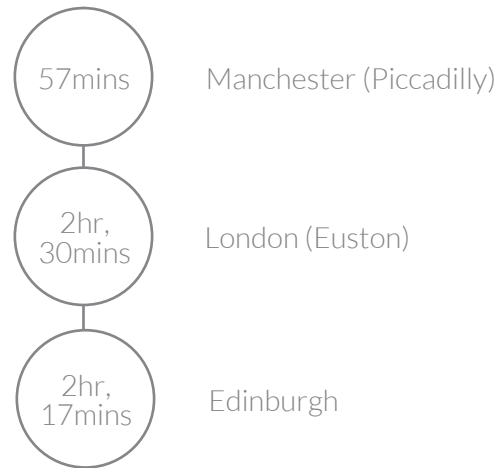 57mins
Manchester (Piccadilly)
2hr,
30mins
London (Euston)
2hr,
17mins
Edinburgh